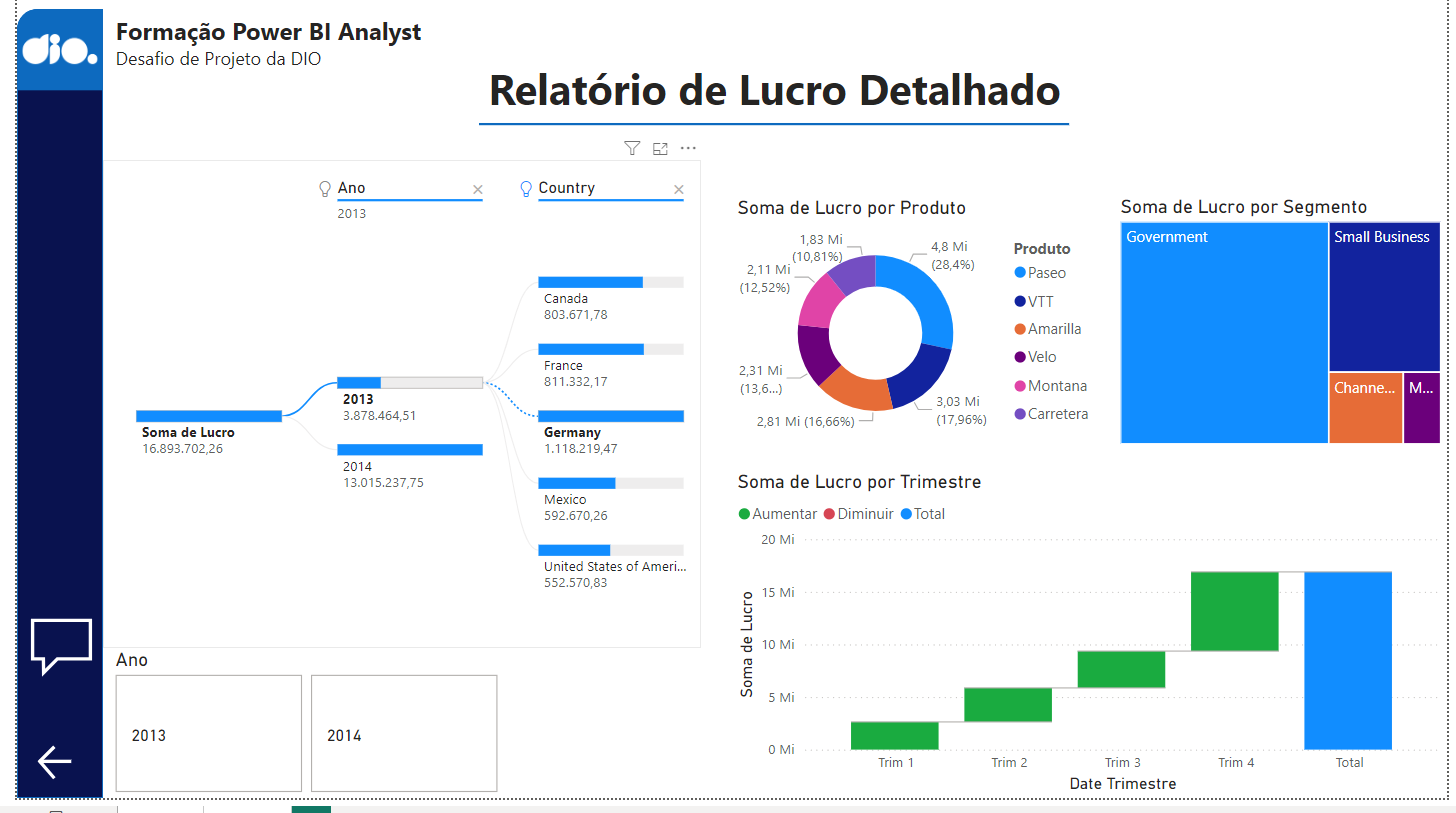 dio.
Formação Power BI Analyst
Desafio de Projeto da DIO
Relatório de Lucro Detalhado
Ano
2013
Country
Soma de Lucro
16.893.702,26
2013
3.878.464,51
2014
13.015.237,75
Canada
803.671,78
France
811.332,17
Germany
1.118.219,47
Mexico
592.670,26
United States of Ameri...
552.570,83
Ano
2013
2014
Soma de Lucro por Produto
4,8 Mi
(28,4%)
3,03 Mi
(17,96%)
2,81 Mi (16,66%)
2,31 Mi
(13,6...)
2,11 Mi
(12,52%)
1,83 Mi
(10,81%)
Produto
Paseo
VTT
Amarilla
Velo
Montana
Carretera
Soma de Lucro por Segmento
Government
Small Business
Channe...
M...
Soma de Lucro por Trimestre
Aumentar Diminuir Total
Soma de Lucro
20 Mi
15 Mi
10 Mi
5 Mi
0 Mi
Trim 1 Trim 2 Trim 3 Trim 4 Total
Date Trimestre